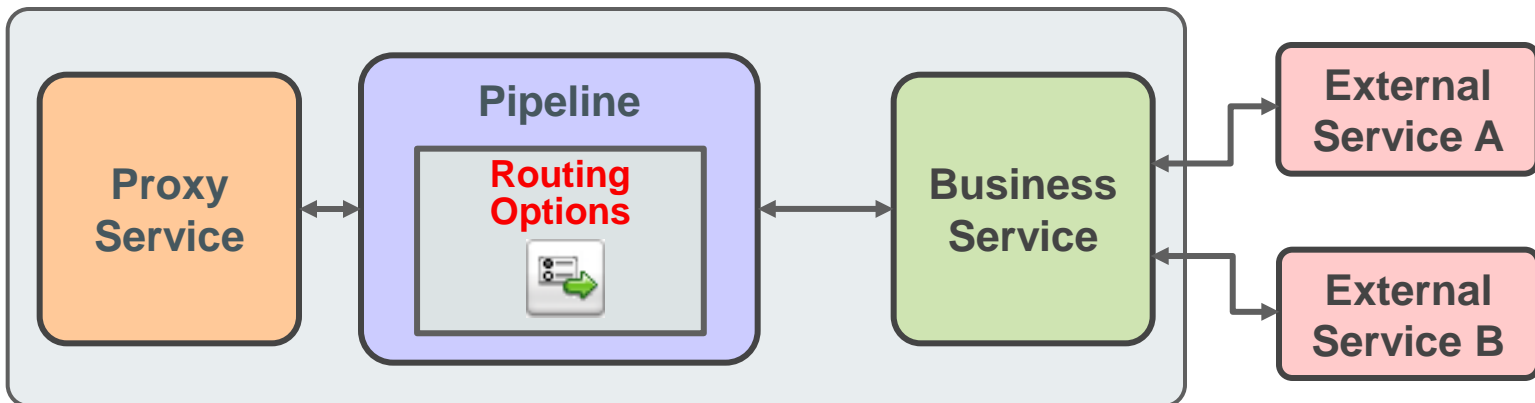 Proxy
Service
Pipeline
Routing
Options
Business
Service
External
Service A
External
Service B